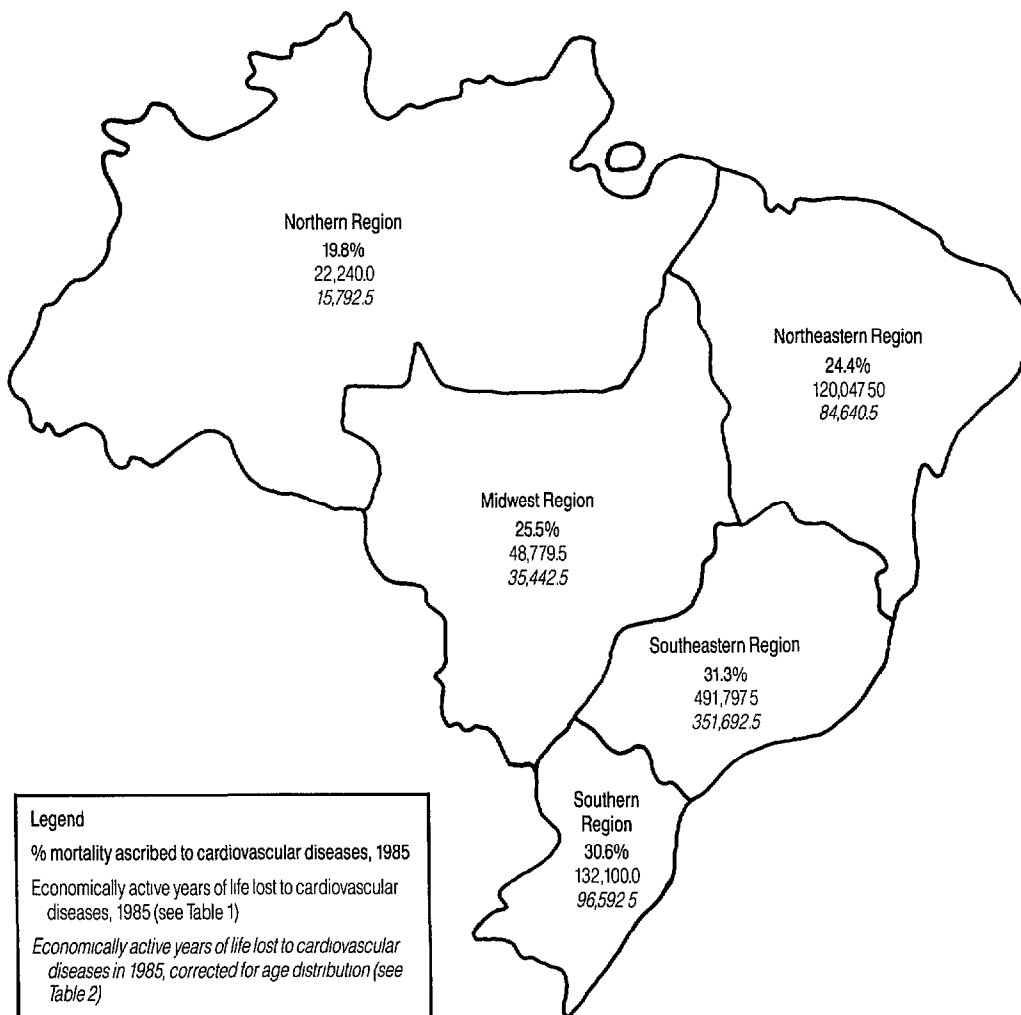 Northern Region
19.8%
22,240.0
15,792.5
Northeastern Region
24.4%
120,047 50
84,640.5
Midwest Region
25.5%
48,779.5
35,442.5
Southeastern Region
31.3%
491,797 5
351,692.5
Southern
Region
30.6%
132,100.0
96,592 5
Legend
% mortality ascribed to cardiovascular diseases, 1985
Economically active years of life lost to cardiovascular
diseases, 1985 (see Table 1)
Economically active years of life lost to cardiovascular
diseases in 1985, corrected for age distribution (see
Table 2)